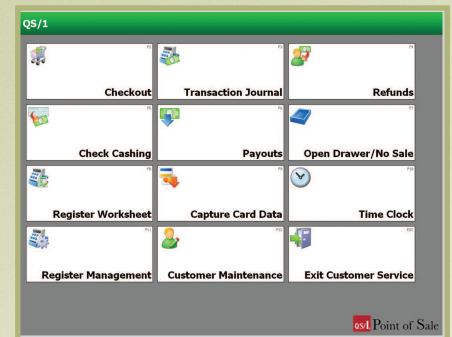 QS/1
Checkout
Transaction Journal
Refunds
Check Cashing
Payouts
Open Drawer/No Sale
Register Worksheet
Capture Card Data
Time Clock
Register Management
Customer Maintenance
Exit Customer Service
QS/1 Point of Sale